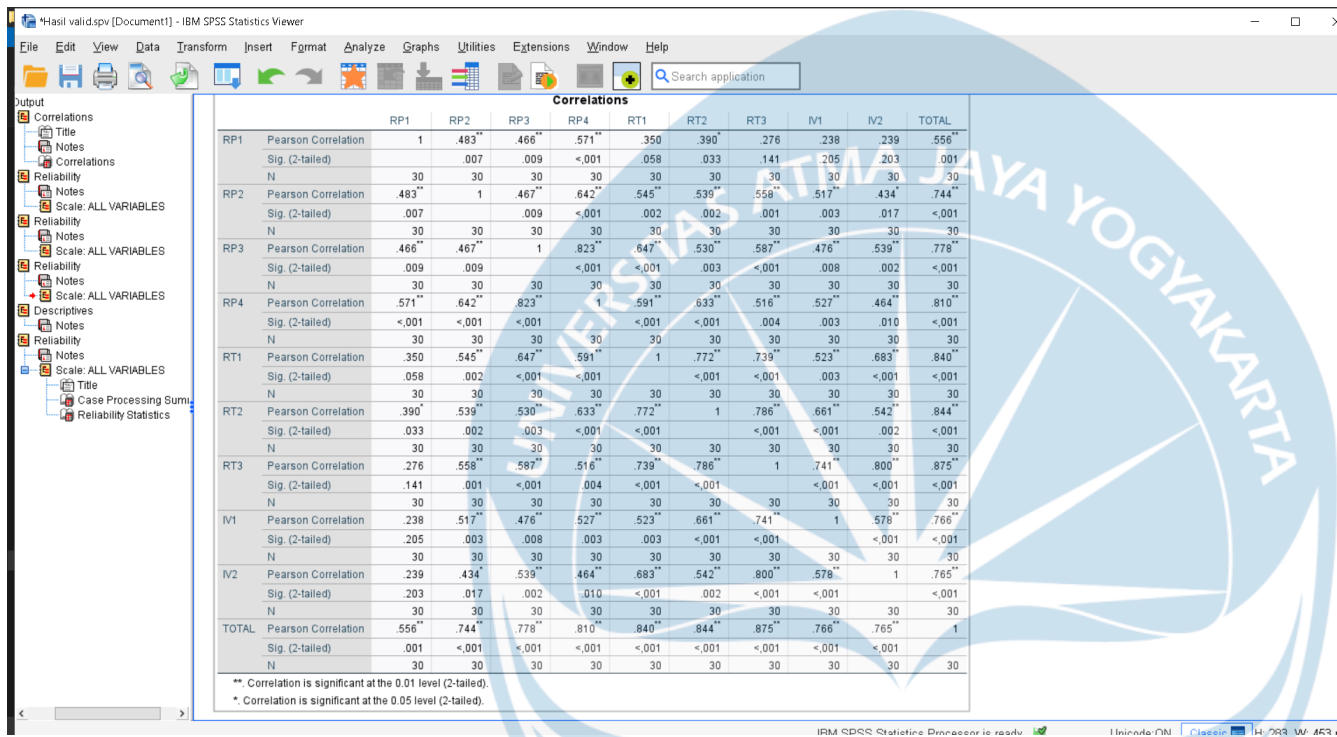 *Hasil valid.spv [Document1] - IBM SPSS Statistics Viewer
File Edit View Data Transform Insert Format Analyze Graphs Utilities Extensions Window Help
Search application
Output
Correlations
Title
Notes
Correlations
Reliability
Notes
Scale: ALL VARIABLES
Reliability
Notes
Scale: ALL VARIABLES
Reliability
Notes
Scale: ALL VARIABLES
Descriptives
Notes
Reliability
Notes
Scale: ALL VARIABLES
Title
Case Processing Summ
Reliability Statistics
Correlations
RP1 RP2 RP3 RP4 RT1 RT2 RT3 IV1 IV2 TOTAL
RP1 Pearson Correlation 1 .483** .466** .571** .350 .390* .276 .238 .239 .556**
Sig. (2-tailed) .007 .009 <,001 .058 .033 .141 .205 .203 .001
N 30 30 30 30 30 30 30 30 30 30
RP2 Pearson Correlation .483** 1 .467** .642** .545** .539** .558** .517** .434* .744**
Sig. (2-tailed) .007 .009 <,001 .002 .002 .001 .003 .017 <,001
N 30 30 30 30 30 30 30 30 30 30
RP3 Pearson Correlation .466** .467** 1 .823** .647** .530** .587** .476** .539** .778**
Sig. (2-tailed) .009 .009 <,001 <,001 .003 <,001 .008 .002 <,001
N 30 30 30 30 30 30 30 30 30 30
RP4 Pearson Correlation .571** .642** .823** 1 .591** .633** .516** .527** .464** .810**
Sig. (2-tailed) <,001 <,001 <,001 <,001 <,001 .004 .003 .010 <,001
N 30 30 30 30 30 30 30 30 30 30
RT1 Pearson Correlation .350 .545** .647** .591** 1 .772** .739** .523** .683** .840**
Sig. (2-tailed) .058 .002 <,001 <,001 <,001 <,001 .003 <,001 <,001
N 30 30 30 30 30 30 30 30 30 30
RT2 Pearson Correlation .390* .539** .530** .633** .772** 1 .786** .661** .542** .844**
Sig. (2-tailed) .033 .002 .003 <,001 <,001 <,001 <,001 .002 <,001
N 30 30 30 30 30 30 30 30 30 30
RT3 Pearson Correlation .276 .558** .587** .516** .739** .786** 1 .741** .800** .875**
Sig. (2-tailed) .141 .001 <,001 .004 <,001 <,001 <,001 <,001 <,001
N 30 30 30 30 30 30 30 30 30 30
IV1 Pearson Correlation .238 .517** .476** .527** .523** .661** .741** 1 .578** .766**
Sig. (2-tailed) .205 .003 .008 .003 .003 <,001 <,001 <,001 <,001
N 30 30 30 30 30 30 30 30 30 30
IV2 Pearson Correlation .239 .434* .539** .464** .683** .542** .800** .578** 1 .765**
Sig. (2-tailed) .203 .017 .002 .010 <,001 .002 <,001 <,001 <,001
N 30 30 30 30 30 30 30 30 30 30
TOTAL Pearson Correlation .556** .744** .778** .810** .840** .844** .875** .766** .765** 1
Sig. (2-tailed) .001 <,001 <,001 <,001 <,001 <,001 <,001 <,001 <,001
N 30 30 30 30 30 30 30 30 30 30
**. Correlation is significant at the 0.01 level (2-tailed).
*. Correlation is significant at the 0.05 level (2-tailed).
UNIVERSITAS ATMA JAYA YOGYAKARTA
IBM SPSS Statistics Processor is ready Unicode:ON Classic H: 283, W: 453